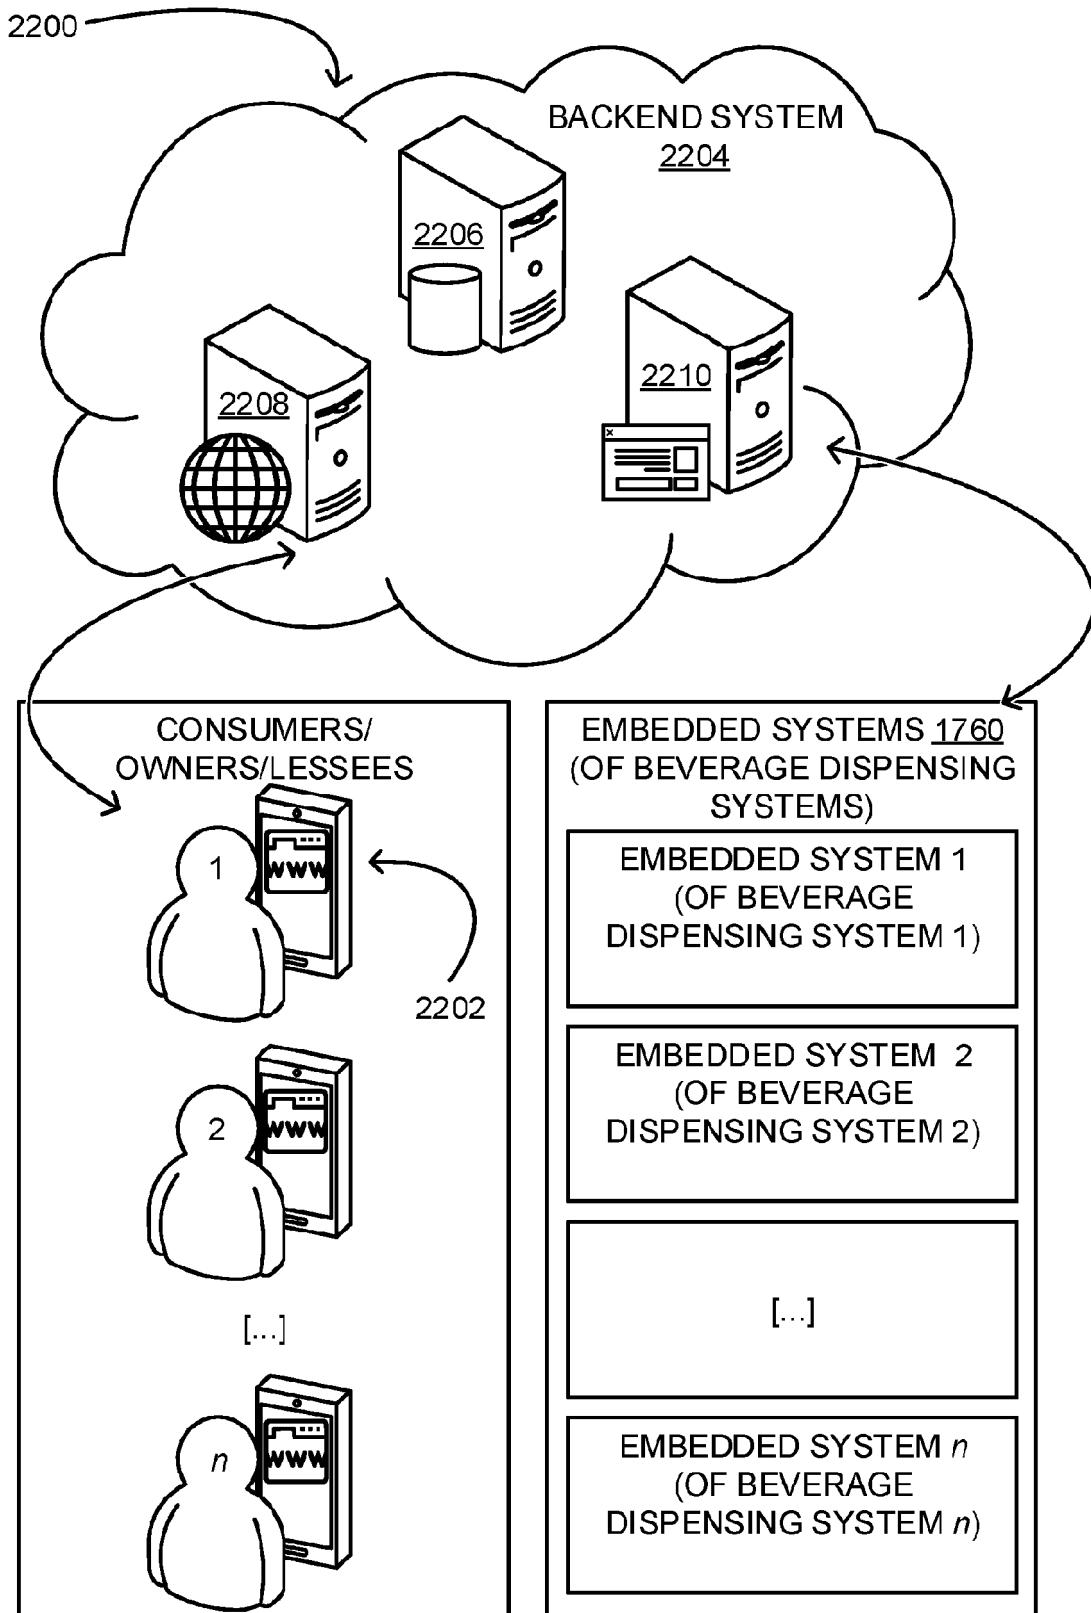 2200
BACKEND SYSTEM
2204
2206
2210
2208
CONSUMERS/
OWNERS/LESSEES
1
WWW
2202
2
WWW
[...]
n
WWW
EMBEDDED SYSTEMS 1760
(OF BEVERAGE DISPENSING
SYSTEMS)
EMBEDDED SYSTEM 1
(OF BEVERAGE
DISPENSING SYSTEM 1)
EMBEDDED SYSTEM 2
(OF BEVERAGE
DISPENSING SYSTEM 2)
[...]
EMBEDDED SYSTEM n
(OF BEVERAGE
DISPENSING SYSTEM n)